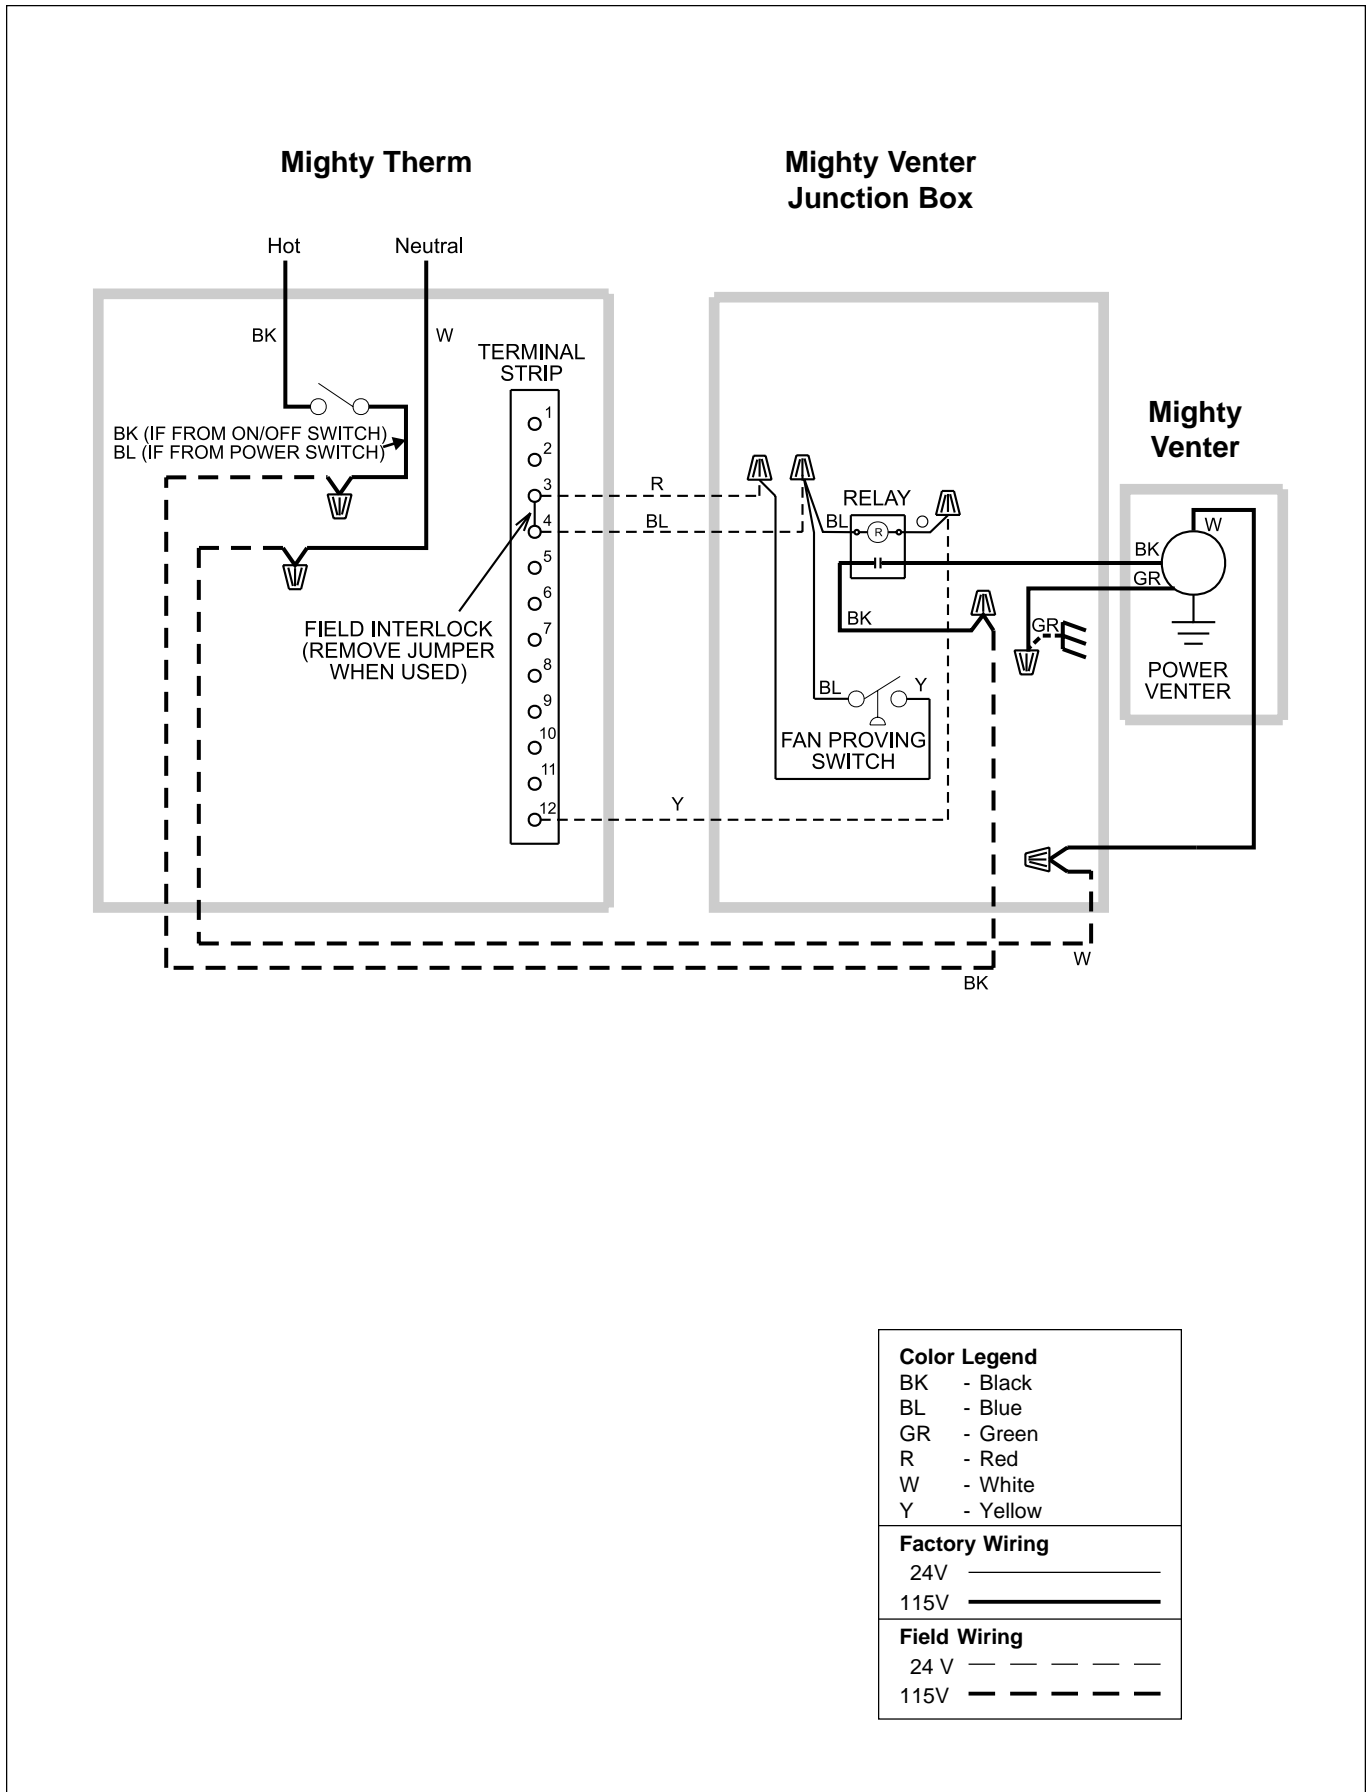 Mighty Therm
Mighty Venter
Junction Box
Hot
Neutral
BK
W
TERMINAL
STRIP
BK (IF FROM ON/OFF SWITCH)
BL (IF FROM POWER SWITCH)
1
2
3
4
5
6
7
8
9
10
11
12
FIELD INTERLOCK
(REMOVE JUMPER
WHEN USED)
R
BL
Y
RELAY
BL
R
O
BK
BL
Y
FAN PROVING
SWITCH
GR
Mighty
Venter
W
BK
GR
POWER
VENTER
W
BK
Color Legend
BK - Black
BL - Blue
GR - Green
R - Red
W - White
Y - Yellow
Factory Wiring
24V
115V
Field Wiring
24 V
115V